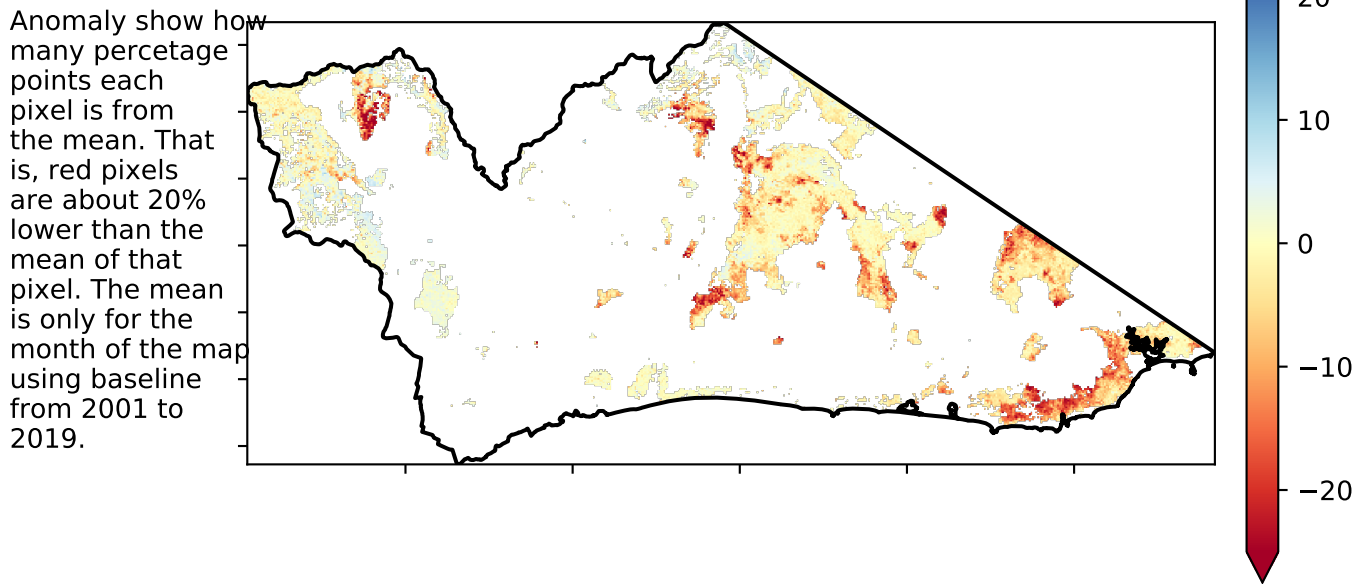 Anomaly show how
many percetage
points each
pixel is from
the mean. That
is, red pixels
are about 20%
lower than the
mean of that
pixel. The mean
is only for the
month of the map
using baseline
from 2001 to
2019.
20
10
0
−10
−20